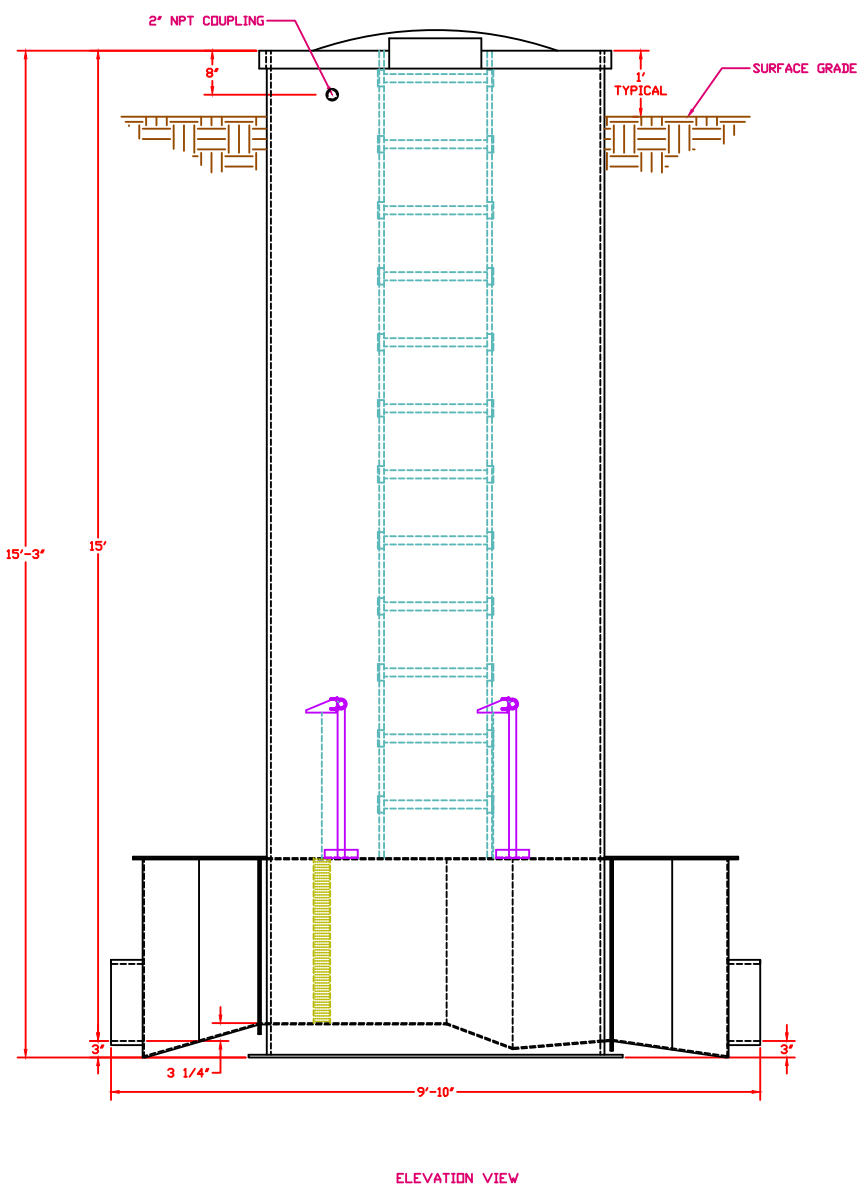 2" NPT COUPLING
8"
1'
TYPICAL
SURFACE GRADE
15'-3"
15'
3"
3 1/4"
3"
9'-10"
ELEVATION VIEW